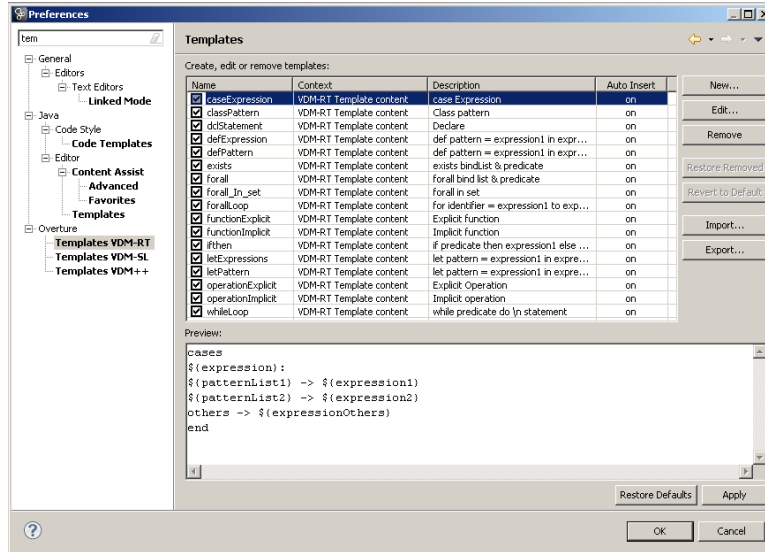 Preferences
tem
General
Editors
Text Editors
Linked Mode
Java
Code Style
Code Templates
Editor
Content Assist
Advanced
Favorites
Templates
Overture
Templates VDM-RT
Templates VDM-SL
Templates VDM++
Templates
Create, edit or remove templates:
Name Context Description Auto Insert
caseExpression VDM-RT Template content case Expression on
classPattern VDM-RT Template content Class pattern on
dclStatement VDM-RT Template content Declare on
defExpression VDM-RT Template content def pattern = expression1 in expr... on
defPattern VDM-RT Template content def pattern = expression1 in expre... on
exists VDM-RT Template content exists bindList & predicate on
forall VDM-RT Template content forall bind list & predicate on
forall_In_set VDM-RT Template content forall in set on
forallLoop VDM-RT Template content for identifier = expression1 to exp... on
functionExplicit VDM-RT Template content Explicit function on
functionImplicit VDM-RT Template content Implicit function on
ifthen VDM-RT Template content if predicate then expression1 else ... on
letExpressions VDM-RT Template content let pattern = expression1 in expre... on
letPattern VDM-RT Template content let pattern = expression1 in expre... on
operationExplicit VDM-RT Template content Explicit Operation on
operationImplicit VDM-RT Template content Implicit operation on
whileLoop VDM-RT Template content while predicate do \n statement on
New...
Edit...
Remove
Restore Removed
Revert to Default
Import...
Export...
Preview:
cases
${expression}:
${patternList1} -> ${expression1}
${patternList2} -> ${expression2}
others -> ${expressionOthers}
end
Restore Defaults Apply
OK Cancel